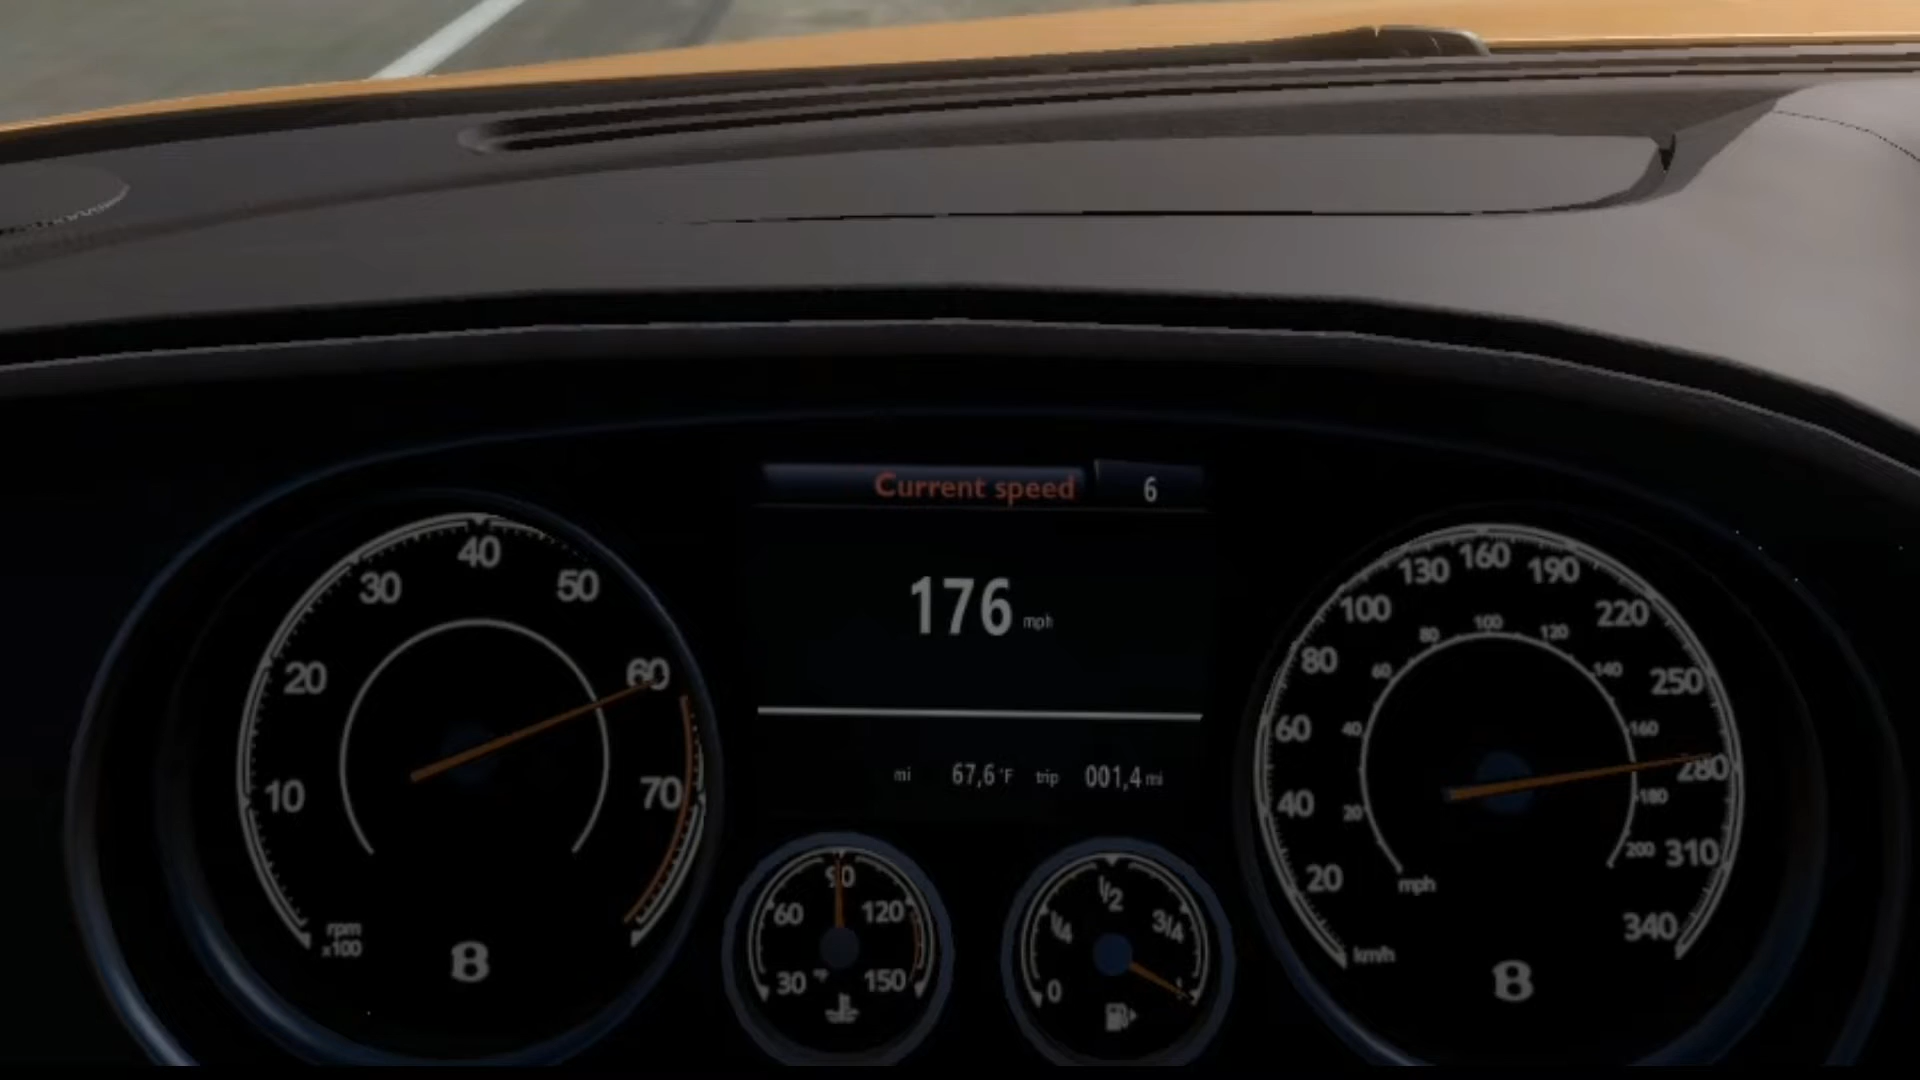 Current speed 6
176 mph
mi 67,6°F trip 001,4 mi
10 20 30 40 50 60 70
rpm
x100
B
30 60 90 120 150
°F
0 1/4 1/2 3/4 1
20 40 60 80 100 130 160 190 220 250 280 310 340
km/h
20 40 60 80 100 120 140 160 180 200
mph
B